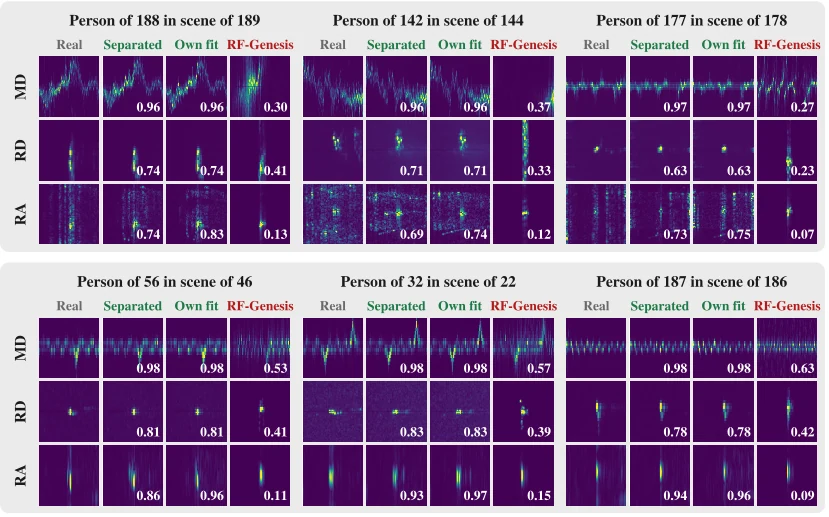 Person of 188 in scene of 189 Person of 142 in scene of 144 Person of 177 in scene of 178
Real Separated Own fit RF-Genesis Real Separated Own fit RF-Genesis Real Separated Own fit RF-Genesis
MD 0.96 0.96 0.30 0.96 0.96 0.37 0.97 0.97 0.27
RD 0.74 0.74 0.41 0.71 0.71 0.33 0.63 0.63 0.23
RA 0.74 0.83 0.13 0.69 0.74 0.12 0.73 0.75 0.07
Person of 56 in scene of 46 Person of 32 in scene of 22 Person of 187 in scene of 186
Real Separated Own fit RF-Genesis Real Separated Own fit RF-Genesis Real Separated Own fit RF-Genesis
MD 0.98 0.98 0.53 0.98 0.98 0.57 0.98 0.98 0.63
RD 0.81 0.81 0.41 0.83 0.83 0.39 0.78 0.78 0.42
RA 0.86 0.96 0.11 0.93 0.97 0.15 0.94 0.96 0.09